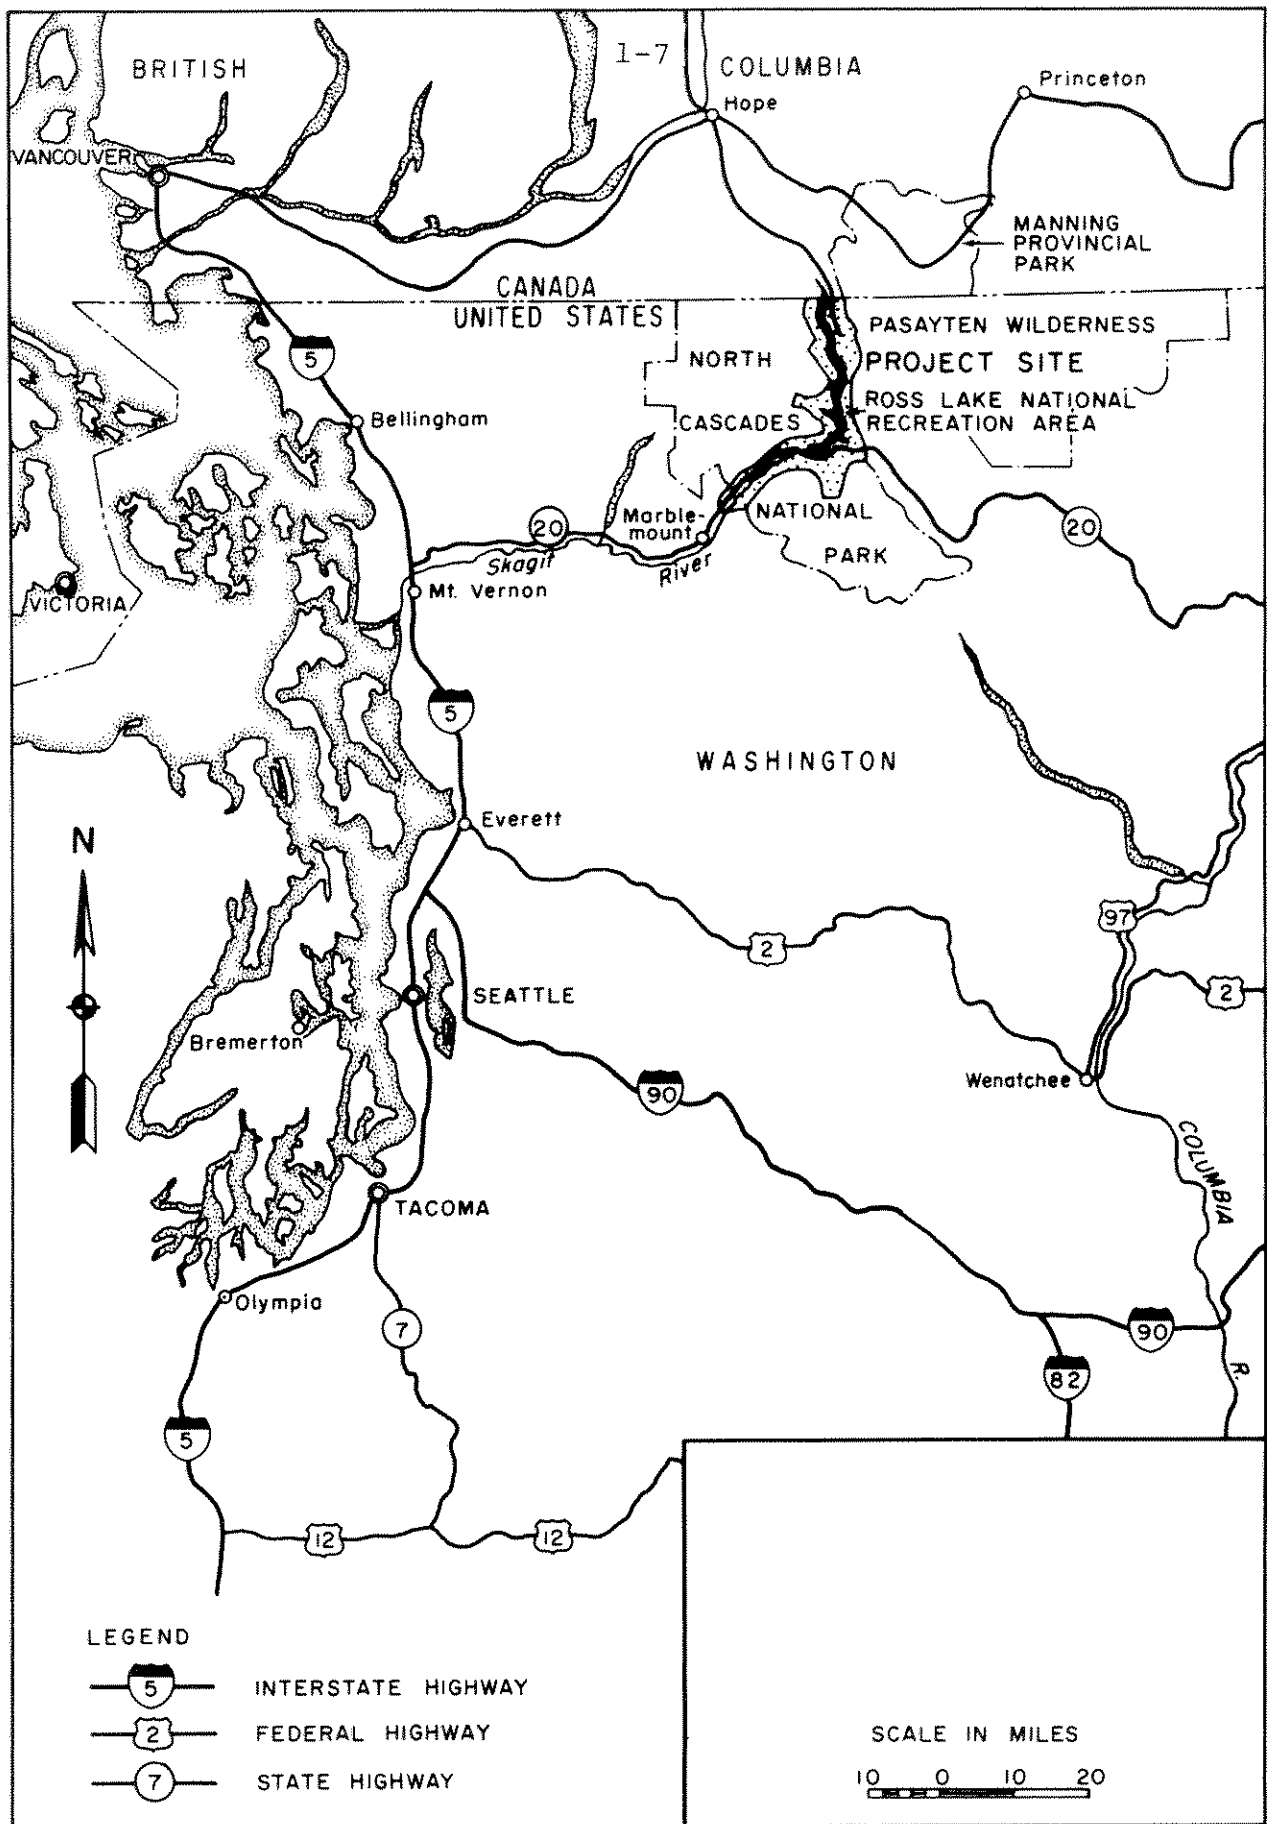 1-7
BRITISH
COLUMBIA
Princeton
Hope
VANCOUVER
MANNING
PROVINCIAL
PARK
CANADA
UNITED STATES
PASAYTEN WILDERNESS
5
NORTH
PROJECT SITE
ROSS LAKE NATIONAL
RECREATION AREA
CASCADES
Bellingham
Marble-
mount
NATIONAL
20
20
PARK
Skagit
River
Mt. Vernon
VICTORIA
5
WASHINGTON
Everett
N
97
2
2
SEATTLE
Bremerton
Wenatchee
90
COLUMBIA
R.
TACOMA
Olympia
7
90
82
5
12
12
LEGEND
5 INTERSTATE HIGHWAY
2 FEDERAL HIGHWAY
7 STATE HIGHWAY
SCALE IN MILES
10 0 10 20